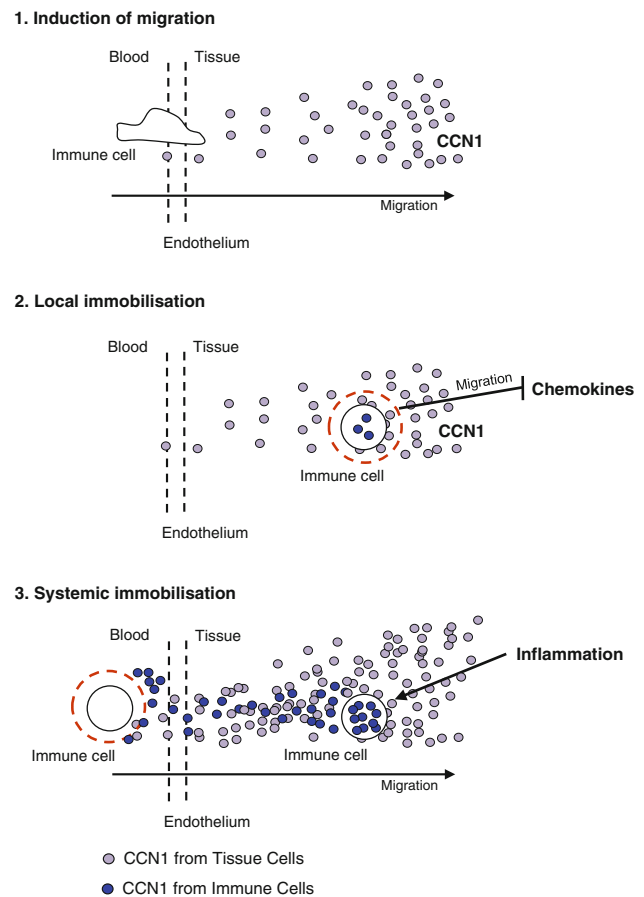 1. Induction of migration
Blood
Tissue
Immune cell
CCN1
Migration
Endothelium
2. Local immobilisation
Blood
Tissue
Migration
Chemokines
CCN1
Immune cell
Endothelium
3. Systemic immobilisation
Blood
Tissue
Inflammation
Immune cell
Immune cell
Migration
Endothelium
CCN1 from Tissue Cells
CCN1 from Immune Cells